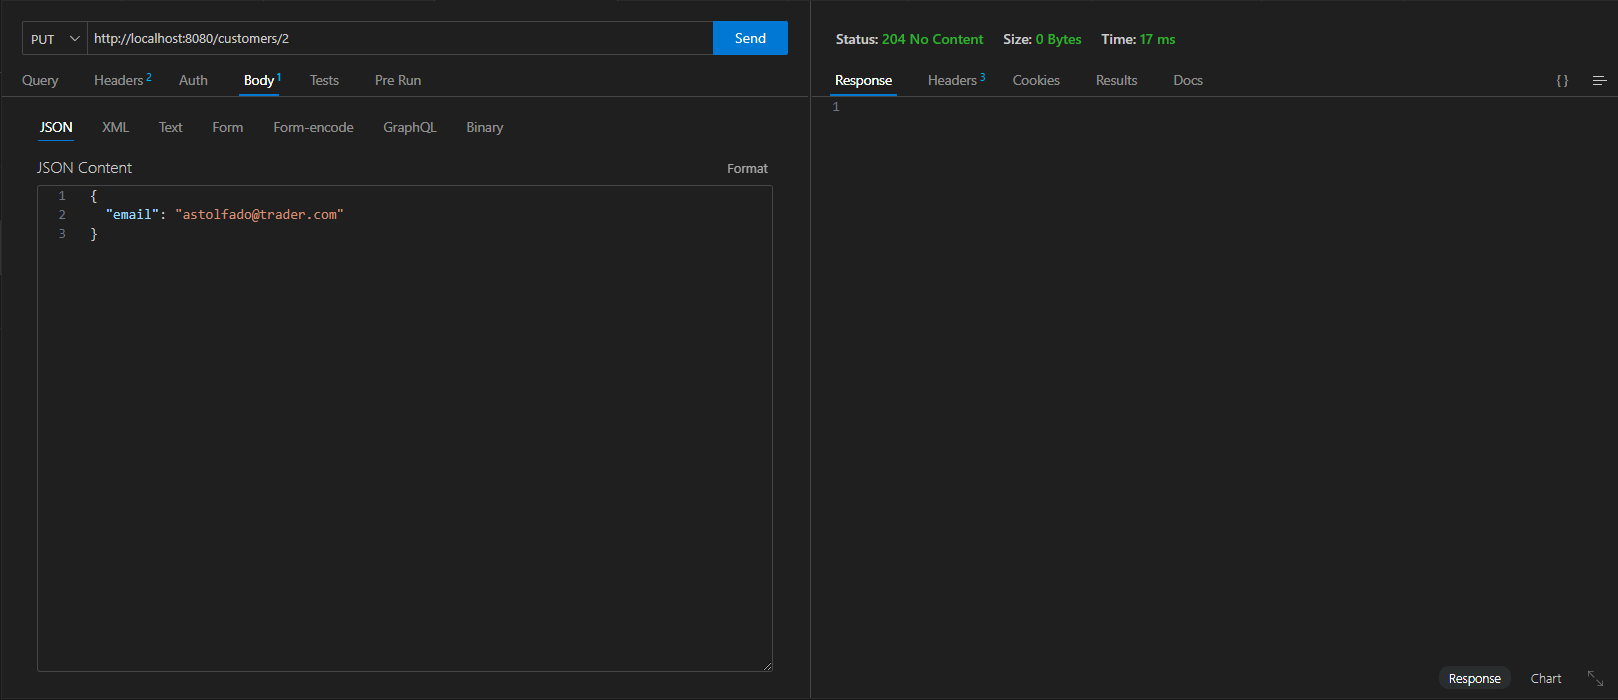 PUT http://localhost:8080/customers/2 Send
Query Headers 2 Auth Body 1 Tests Pre Run
JSON XML Text Form Form-encode GraphQL Binary
JSON Content Format
1 {
2 "email": "astolfado@trader.com"
3 }
Status: 204 No Content Size: 0 Bytes Time: 17 ms
Response Headers 3 Cookies Results Docs { }
1
Response Chart